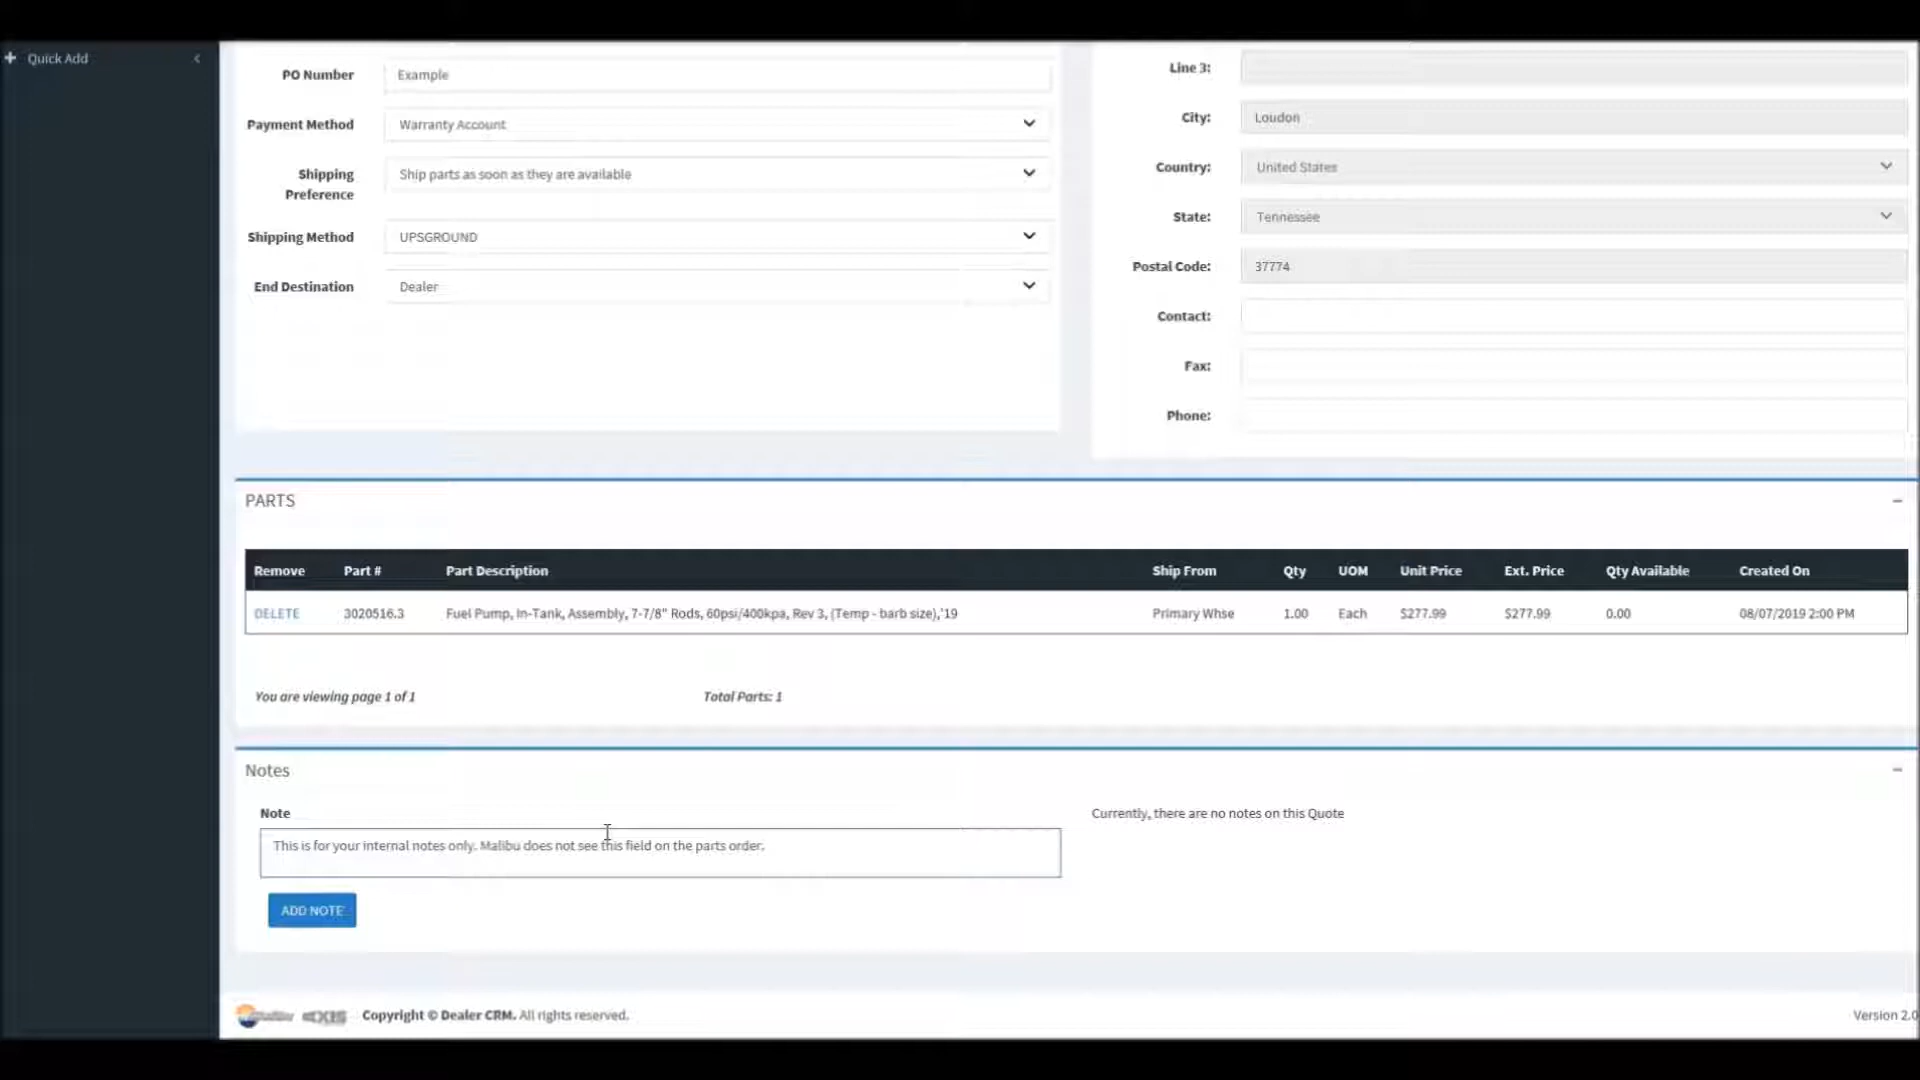 Quick Add
PO Number Example
Payment Method Warranty Account
Shipping Preference Ship parts as soon as they are available
Shipping Method UPSGROUND
End Destination Dealer
Line 3:
City: Loudon
Country: United States
State: Tennessee
Postal Code: 37774
Contact:
Fax:
Phone:
PARTS
Remove Part # Part Description Ship From Qty UOM Unit Price Ext. Price Qty Available Created On
DELETE 3020516.3 Fuel Pump, In-Tank, Assembly, 7-7/8" Rods, 60psi/400kpa, Rev 3, (Temp - barb size),'19 Primary Whse 1.00 Each $277.99 $277.99 0.00 08/07/2019 2:00 PM
You are viewing page 1 of 1 Total Parts: 1
Notes
Note
This is for your internal notes only. Malibu does not see this field on the parts order.
Currently, there are no notes on this Quote
ADD NOTE
Copyright © Dealer CRM. All rights reserved.
Version 2.0